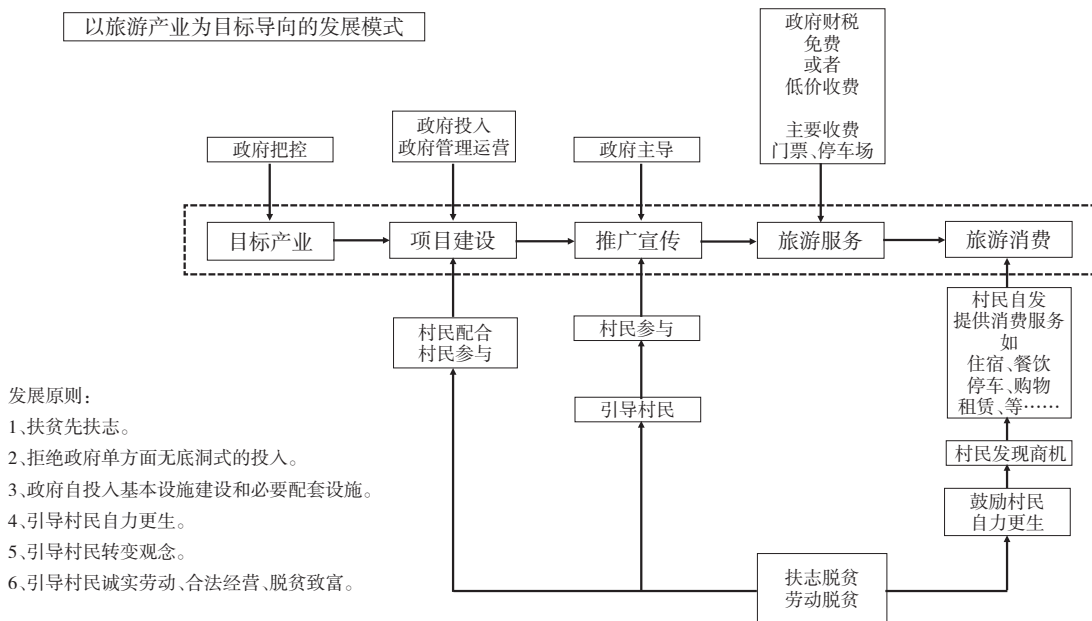 以旅游产业为目标导向的发展模式
政府财税
免费
或者
低价收费
主要收费
门票、停车场
政府把控
政府投入
政府管理运营
政府主导
目标产业
项目建设
推广宣传
旅游服务
旅游消费
村民配合
村民参与
村民参与
引导村民
村民自发
提供消费服务
如
住宿、餐饮
停车、购物
租赁、等……
村民发现商机
鼓励村民
自力更生
扶志脱贫
劳动脱贫
发展原则：
1、扶贫先扶志。
2、拒绝政府单方面无底洞式的投入。
3、政府自投入基本设施建设和必要配套设施。
4、引导村民自力更生。
5、引导村民转变观念。
6、引导村民诚实劳动、合法经营、脱贫致富。